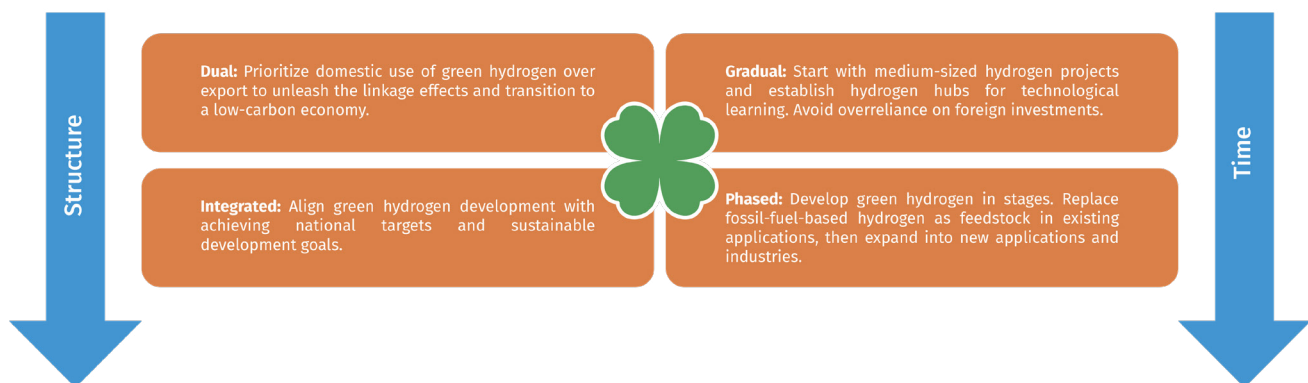 Structure
Dual: Prioritize domestic use of green hydrogen over
export to unleash the linkage effects and transition to
a low-carbon economy.
Gradual: Start with medium-sized hydrogen projects
and establish hydrogen hubs for technological
learning. Avoid overreliance on foreign investments.
Integrated: Align green hydrogen development with
achieving national targets and sustainable
development goals.
Phased: Develop green hydrogen in stages. Replace
fossil-fuel-based hydrogen as feedstock in existing
applications, then expand into new applications and
industries.
Time